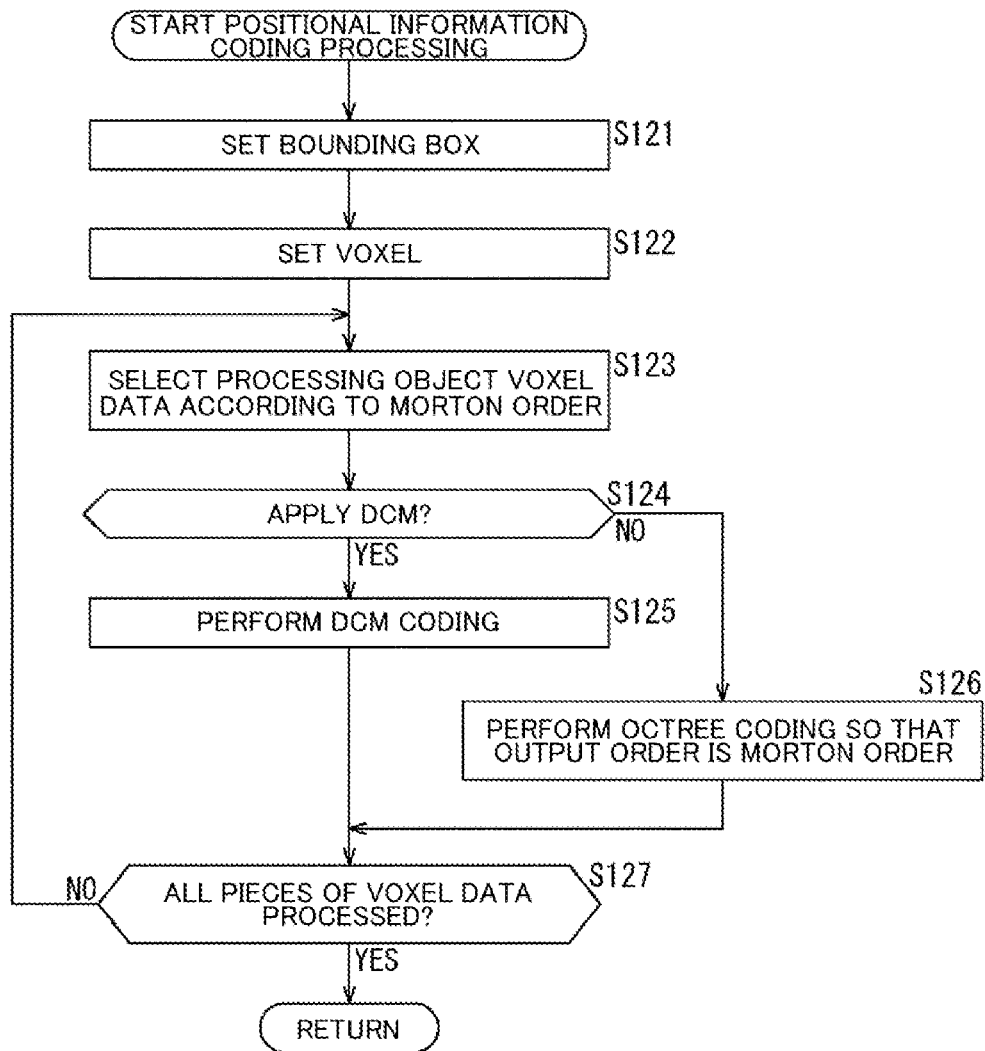 START POSITIONAL INFORMATION
CODING PROCESSING
SET BOUNDING BOX
S121
SET VOXEL
S122
SELECT PROCESSING OBJECT VOXEL
DATA ACCORDING TO MORTON ORDER
S123
APPLY DCM?
S124
NO
YES
PERFORM DCM CODING
S125
S126
PERFORM OCTREE CODING SO THAT
OUTPUT ORDER IS MORTON ORDER
NO
ALL PIECES OF VOXEL DATA
PROCESSED?
S127
YES
RETURN